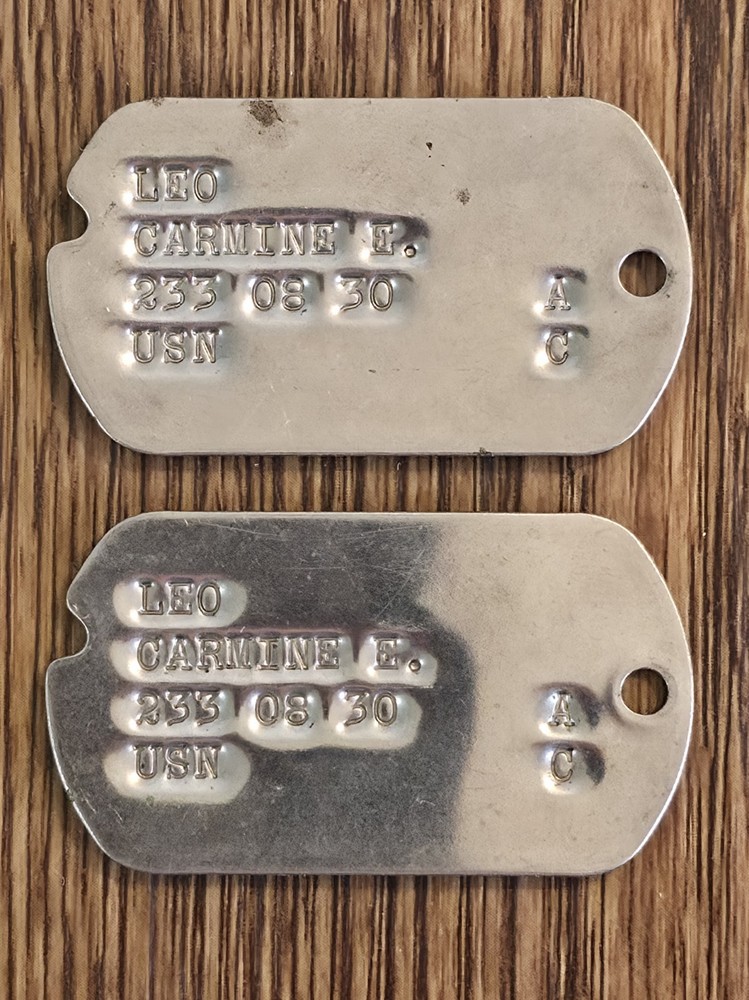 LEO
CARMINE E.
233 08 30 A
USN C
LEO
CARMINE E.
233 08 30 A
USN C